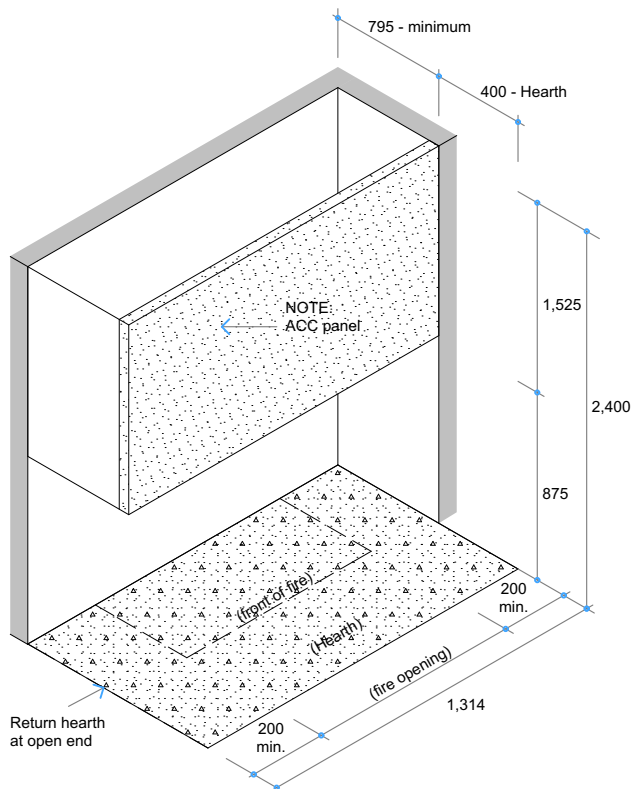 795 - minimum
400 - Hearth
NOTE:
ACC panel
1,525
2,400
875
(front of fire)
200
min.
(Hearth)
(fire opening)
1,314
Return hearth
at open end
200
min.